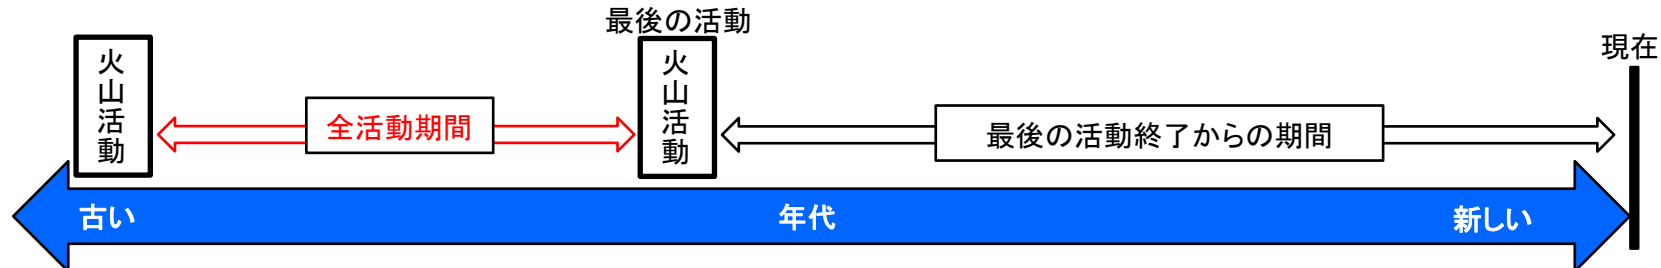 最後の活動
現在
火山活動
全活動期間
火山活動
最後の活動終了からの期間
古い
年代
新しい